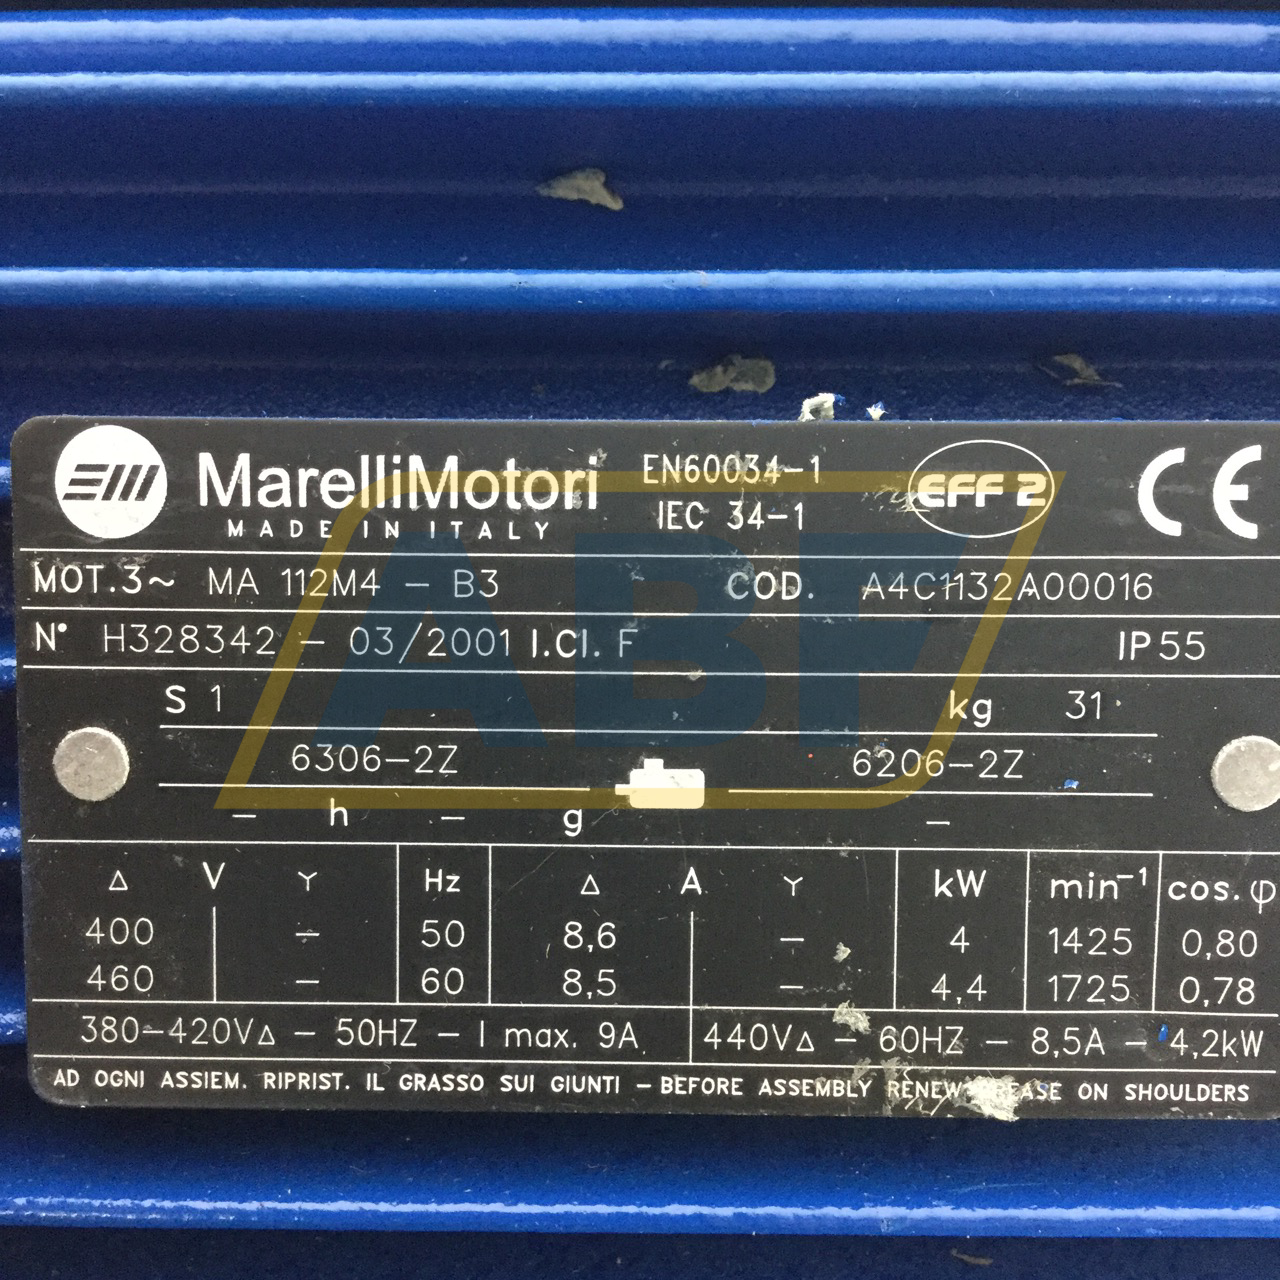 MarelliMotori
MADE IN ITALY
EN60034-1
IEC 34-1
EFF 2
CE
MOT.3~ MA 112M4 - B3 COD. A4C1132A00016
N° H328342 - 03/2001 I.Cl. F IP 55
S 1 kg 31
6306-2Z 6206-2Z
- h - g -
Δ V Y Hz Δ A Y kW min⁻¹ cos.φ
400 - 50 8,6 - 4 1425 0,80
460 - 60 8,5 - 4,4 1725 0,78
380-420VΔ - 50HZ - I max. 9A 440VΔ - 60HZ - 8,5A - 4,2kW
AD OGNI ASSIEM. RIPRIST. IL GRASSO SUI GIUNTI - BEFORE ASSEMBLY RENEW GREASE ON SHOULDERS
ABF